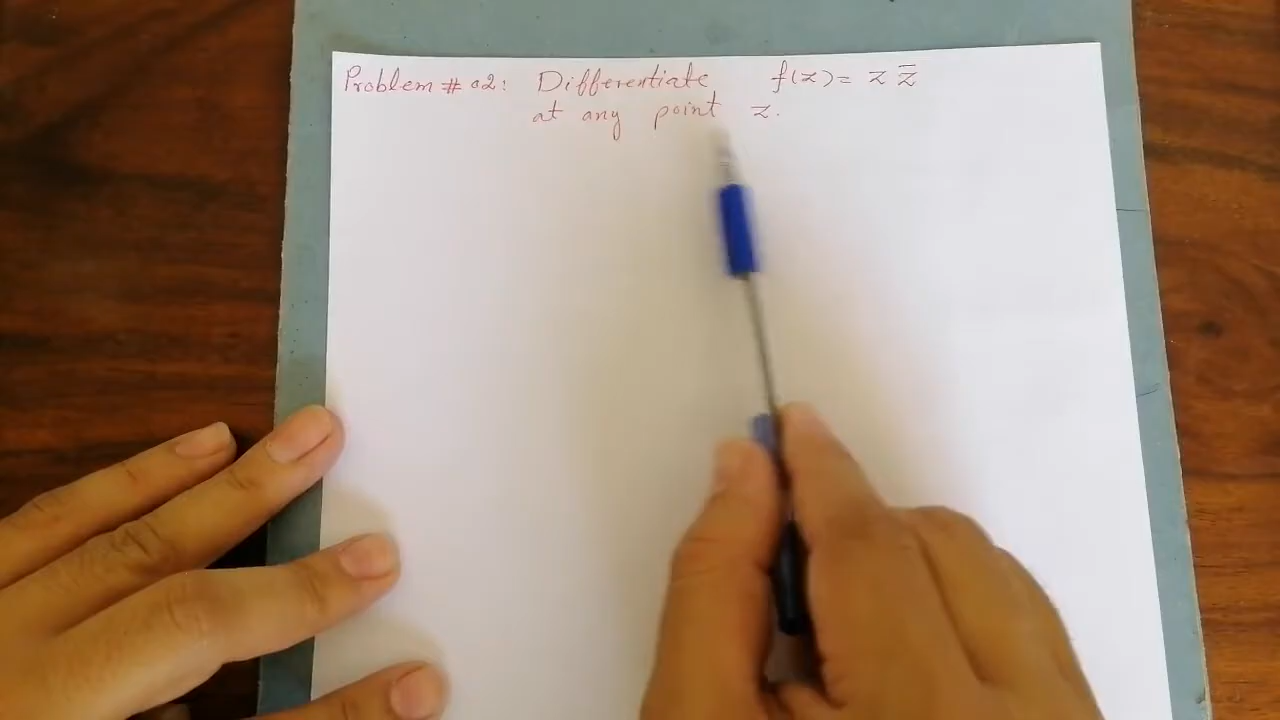 Problem # 02: Differentiate f(z) = z z̄
at any point z.